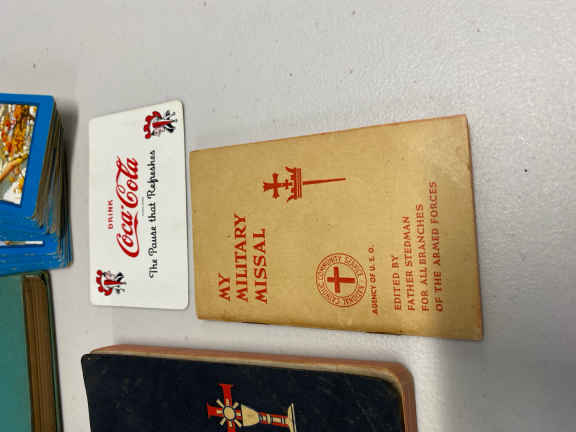 DRINK
Coca-Cola
The Pause that Refreshes
MY
MILITARY
MISSAL
NATIONAL CATHOLIC COMMUNITY SERVICE
AGENCY OF U. S. O.
EDITED BY
FATHER STEDMAN
FOR ALL BRANCHES
OF THE ARMED FORCES